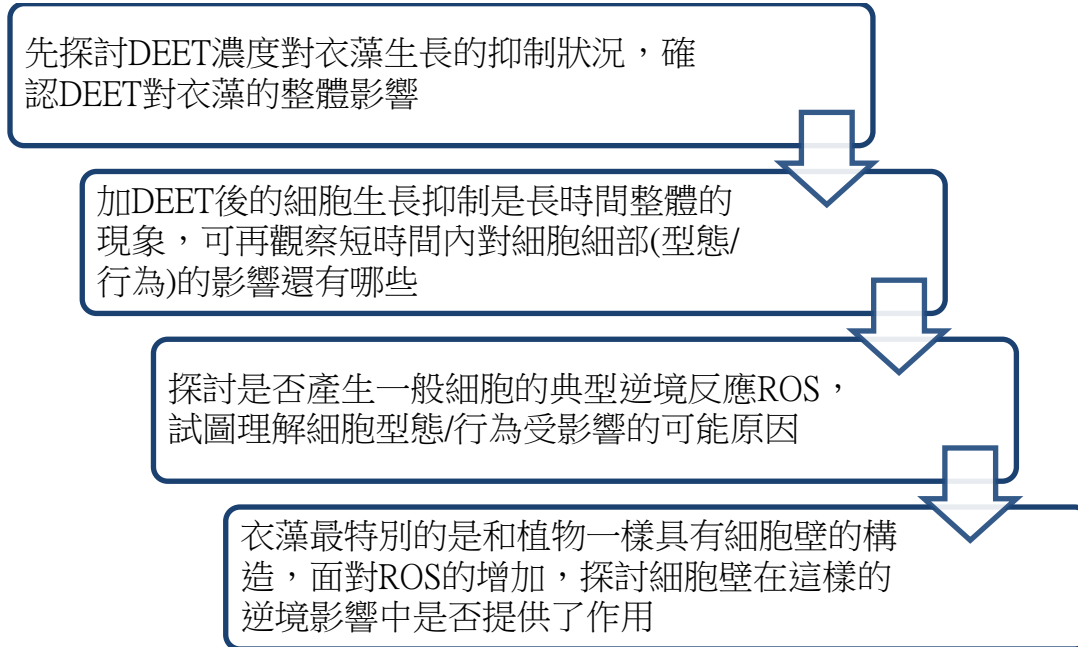 先探討DEET濃度對衣藻生長的抑制狀況，確
認DEET對衣藻的整體影響
加DEET後的細胞生長抑制是長時間整體的
現象，可再觀察短時間內對細胞細部(型態/
行為)的影響還有哪些
探討是否產生一般細胞的典型逆境反應ROS，
試圖理解細胞型態/行為受影響的可能原因
衣藻最特別的是和植物一樣具有細胞壁的構
造，面對ROS的增加，探討細胞壁在這樣的
逆境影響中是否提供了作用